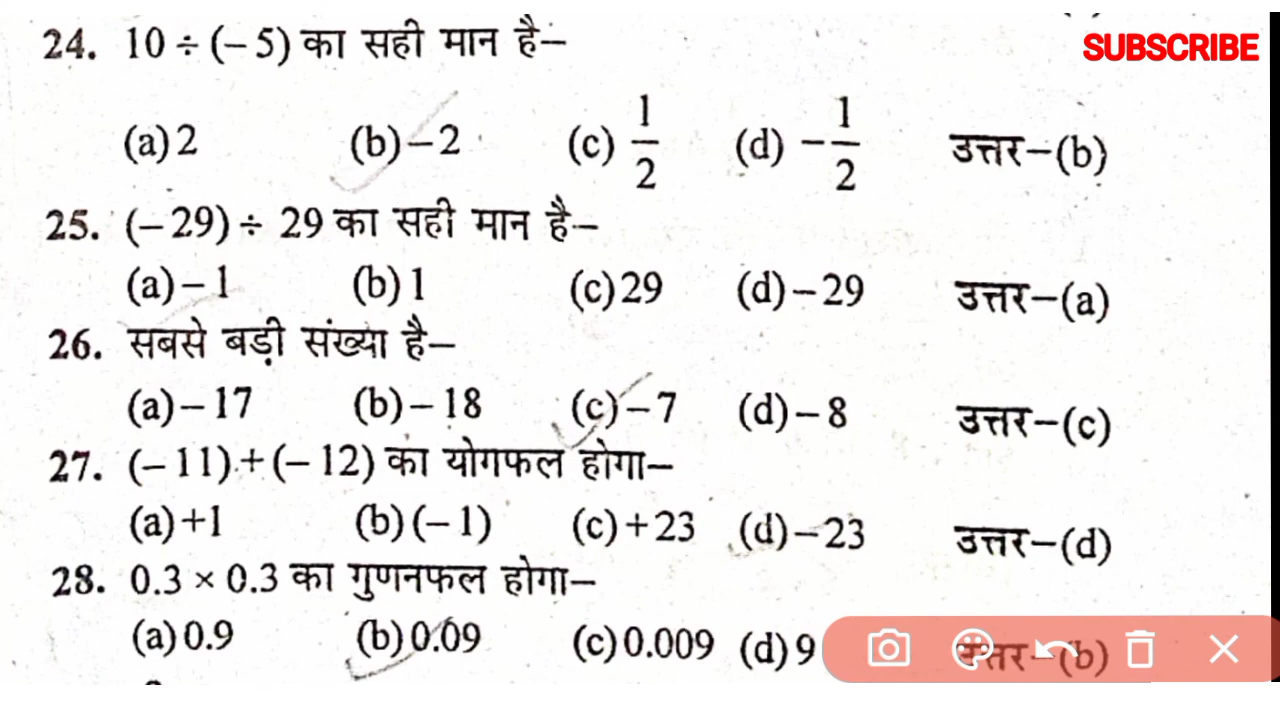 SUBSCRIBE
24. 10 ÷ (– 5) का सही मान है–
(a) 2 (b) – 2 (c) 1/2 (d) – 1/2 उत्तर–(b)
25. (– 29) ÷ 29 का सही मान है–
(a) – 1 (b) 1 (c) 29 (d) – 29 उत्तर–(a)
26. सबसे बड़ी संख्या है–
(a) – 17 (b) – 18 (c) – 7 (d) – 8 उत्तर–(c)
27. (– 11) + (– 12) का योगफल होगा–
(a) +1 (b) (– 1) (c) +23 (d) –23 उत्तर–(d)
28. 0.3 × 0.3 का गुणनफल होगा–
(a) 0.9 (b) 0.09 (c) 0.009 (d) 9 उत्तर–(b)